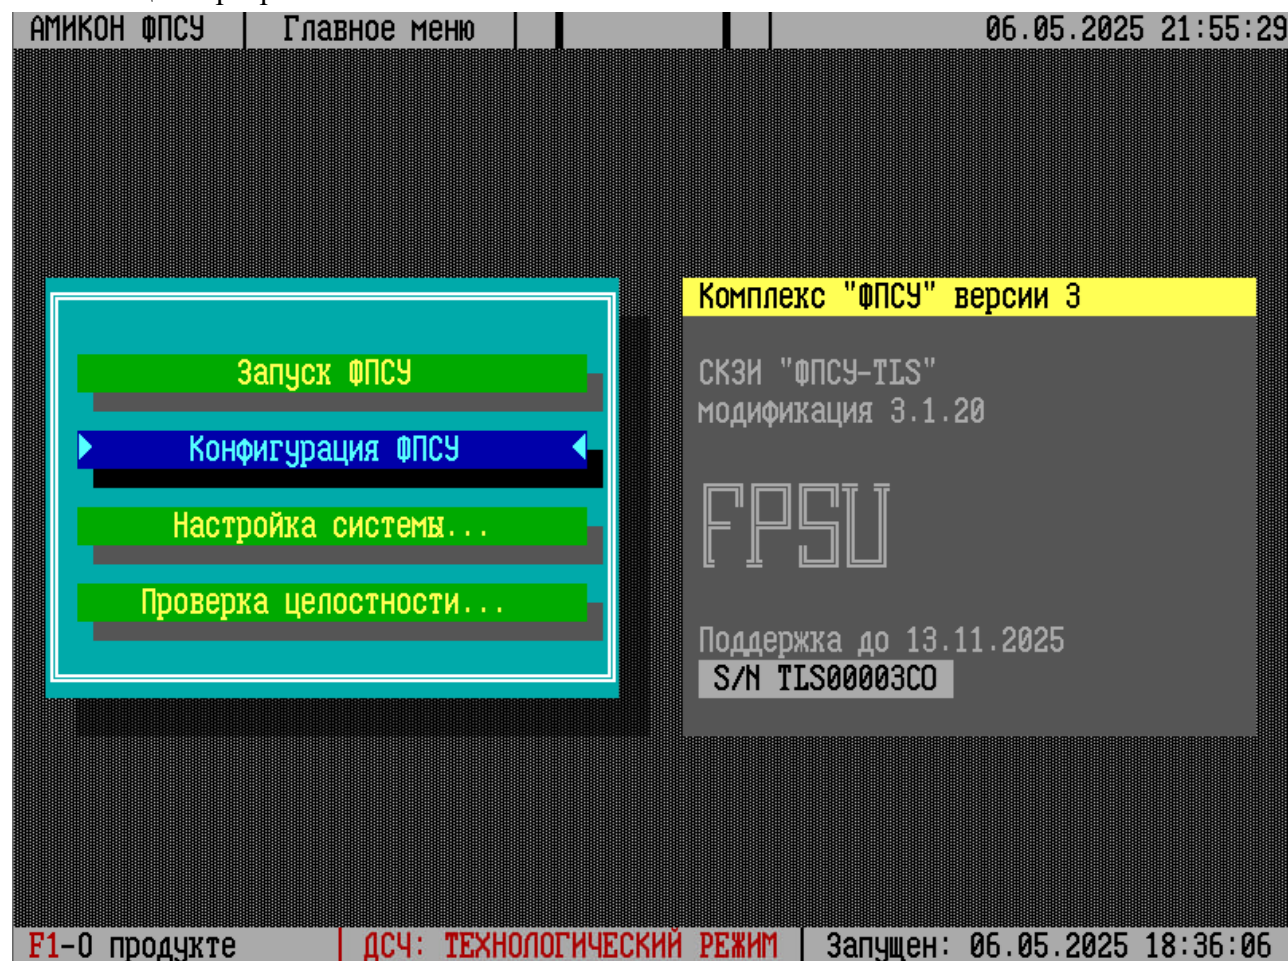 АМИКОН ФПСУ Главное меню 06.05.2025 21:55:29
Запуск ФПСУ
Конфигурация ФПСУ
Настройка системы...
Проверка целостности...
Комплекс "ФПСУ" версии 3
СКЗИ "ФПСУ-TLS"
модификация 3.1.20
FPSU
Поддержка до 13.11.2025
S/N TLS00003CO
F1-О продукте ДСЧ: ТЕХНОЛОГИЧЕСКИЙ РЕЖИМ Запущен: 06.05.2025 18:36:06